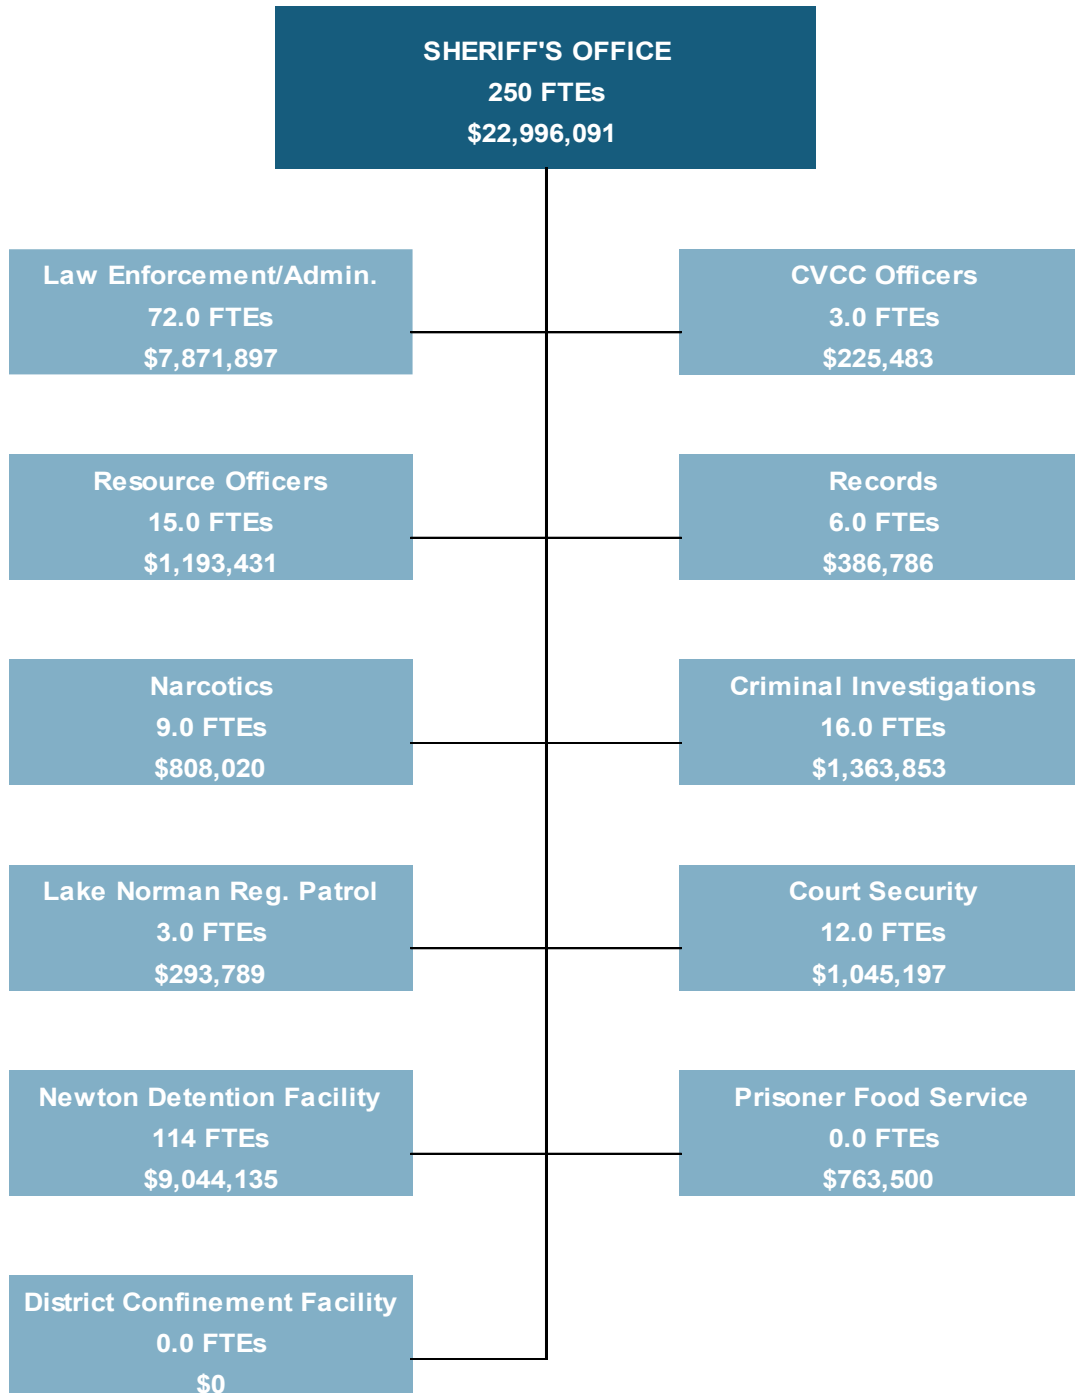 SHERIFF'S OFFICE
250 FTEs
$22,996,091
Law Enforcement/Admin.
72.0 FTEs
$7,871,897
CVCC Officers
3.0 FTEs
$225,483
Resource Officers
15.0 FTEs
$1,193,431
Records
6.0 FTEs
$386,786
Narcotics
9.0 FTEs
$808,020
Criminal Investigations
16.0 FTEs
$1,363,853
Lake Norman Reg. Patrol
3.0 FTEs
$293,789
Court Security
12.0 FTEs
$1,045,197
Newton Detention Facility
114 FTEs
$9,044,135
Prisoner Food Service
0.0 FTEs
$763,500
District Confinement Facility
0.0 FTEs
$0